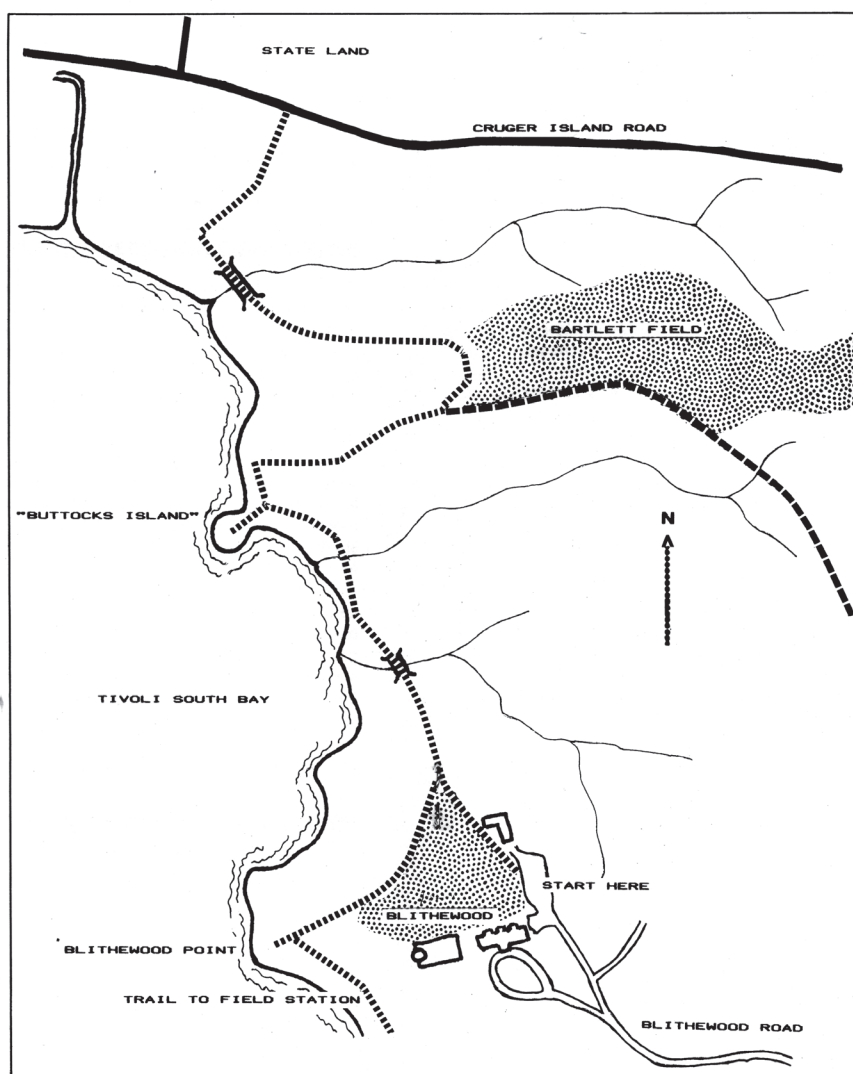 STATE LAND
CRUGER ISLAND ROAD
BARTLETT FIELD
"BUTTOCKS ISLAND"
N
TIVOLI SOUTH BAY
START HERE
BLITHEWOOD
BLITHEWOOD POINT
TRAIL TO FIELD STATION
BLITHEWOOD ROAD